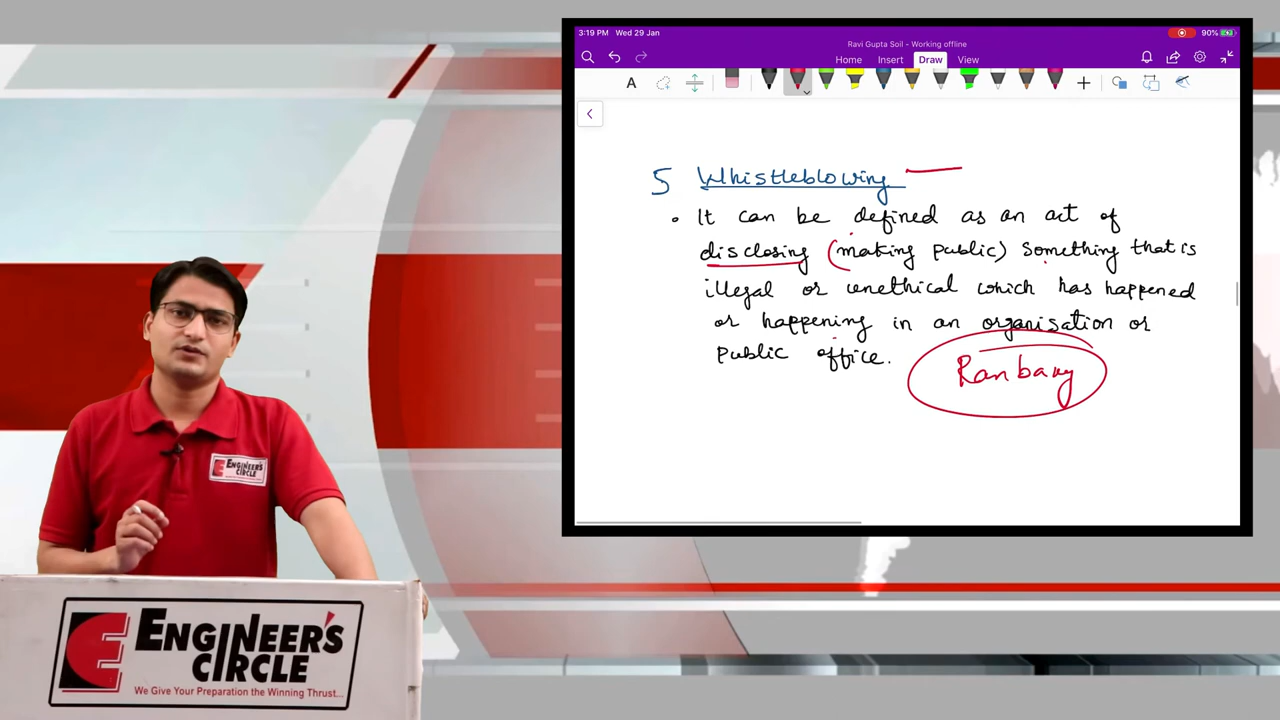 3:19 PM Wed 29 Jan
90%
Ravi Gupta Soil – Working offline
Home Insert Draw View
A
5 Whistleblowing
• It can be defined as an act of
disclosing (making public) something that is
illegal or unethical which has happened
or happening in an organisation or
public office.
Ranbaxy
ENGINEER'S
CIRCLE
E ENGINEER'S
CIRCLE
We Give Your Preparation the Winning Thrust...